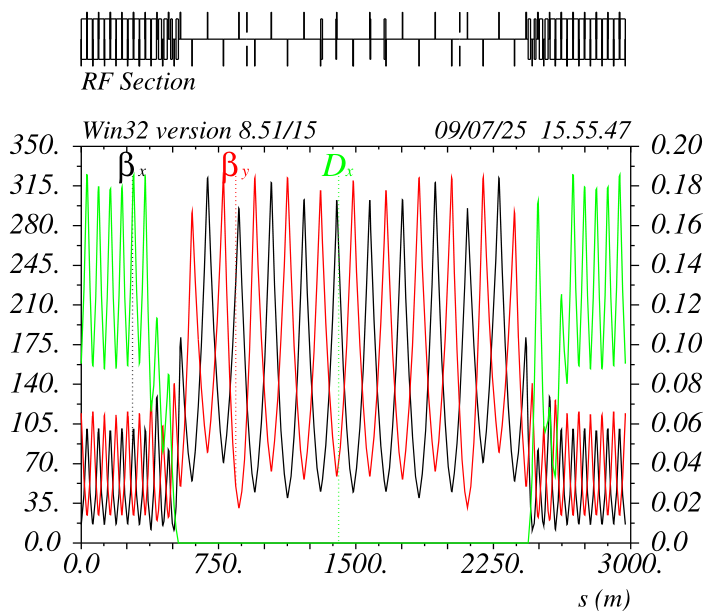 RF Section
Win32 version 8.51/15 09/07/25 15.55.47
350. 0.20
βx βy Dx
315. 0.18
280. 0.16
245. 0.14
210. 0.12
175. 0.10
140. 0.08
105. 0.06
70. 0.04
35. 0.02
0.0 0.0
0.0 750. 1500. 2250. 3000.
s (m)